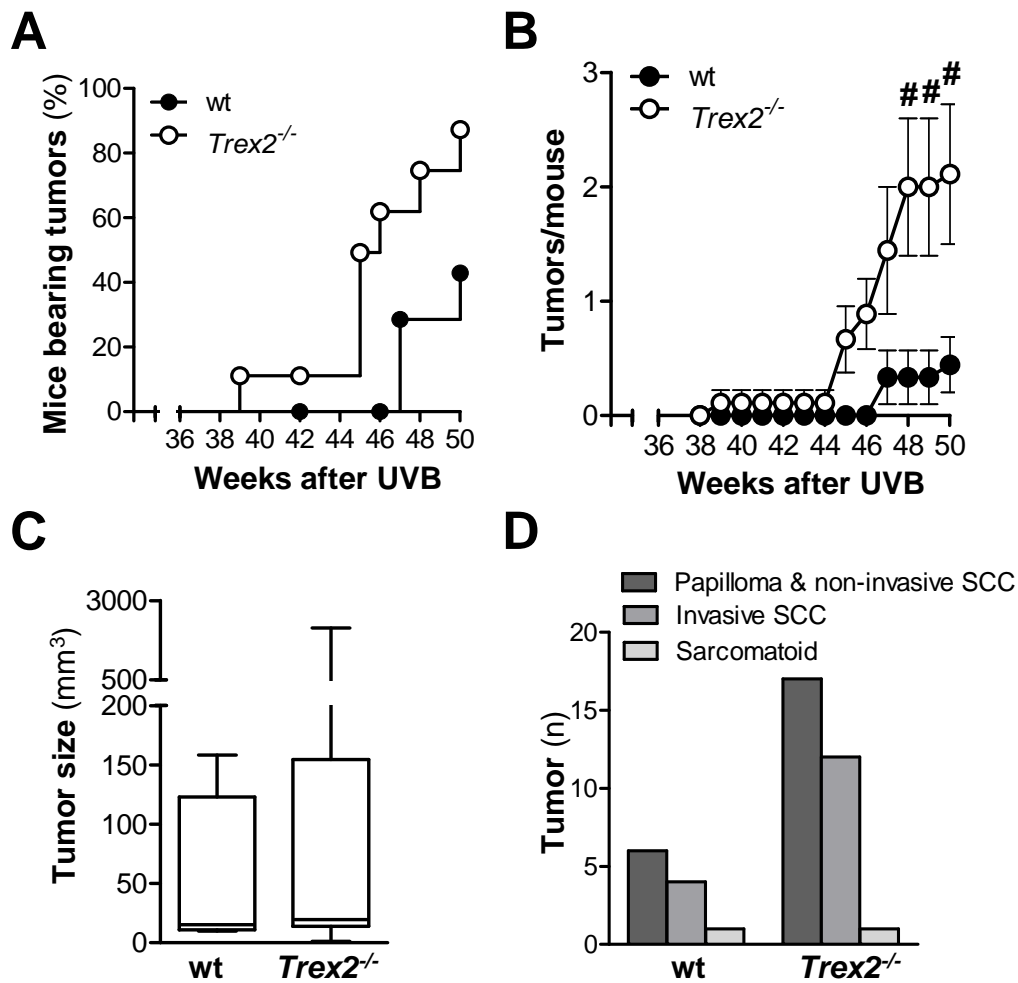 A
Mice bearing tumors (%)
100
80
60
40
20
0
wt
Trex2-/-
36 38 40 42 44 46 48 50
Weeks after UVB
B
Tumors/mouse
3
2
1
0
wt
Trex2-/-
# # #
36 38 40 42 44 46 48 50
Weeks after UVB
C
Tumor size (mm3)
3000
500
200
150
100
50
0
wt Trex2-/-
D
Papilloma & non-invasive SCC
Invasive SCC
Sarcomatoid
Tumor (n)
20
15
10
5
0
wt Trex2-/-